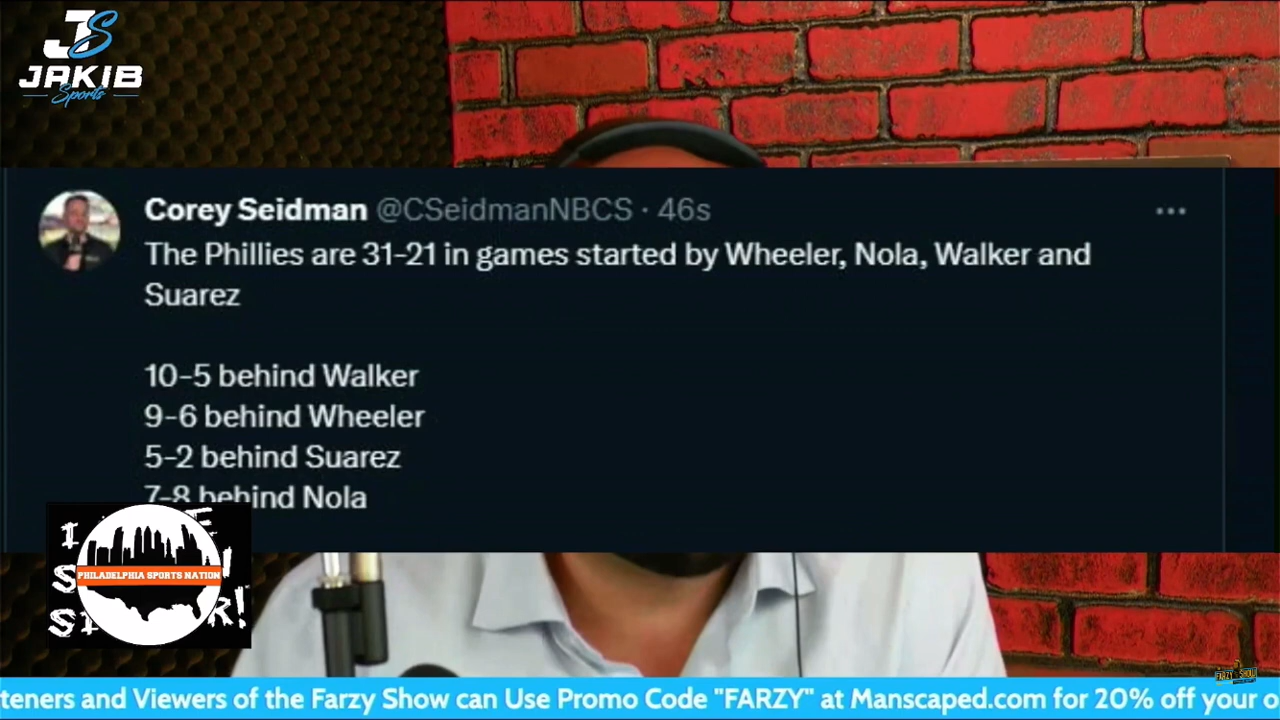 JS
JAKIB
Sports
Corey Seidman @CSeidmanNBCS · 46s
The Phillies are 31-21 in games started by Wheeler, Nola, Walker and
Suarez
10-5 behind Walker
9-6 behind Wheeler
5-2 behind Suarez
7-8 behind Nola
PHILADELPHIA SPORTS NATION
FARZY SHOW
teners and Viewers of the Farzy Show can Use Promo Code "FARZY" at Manscaped.com for 20% off your o